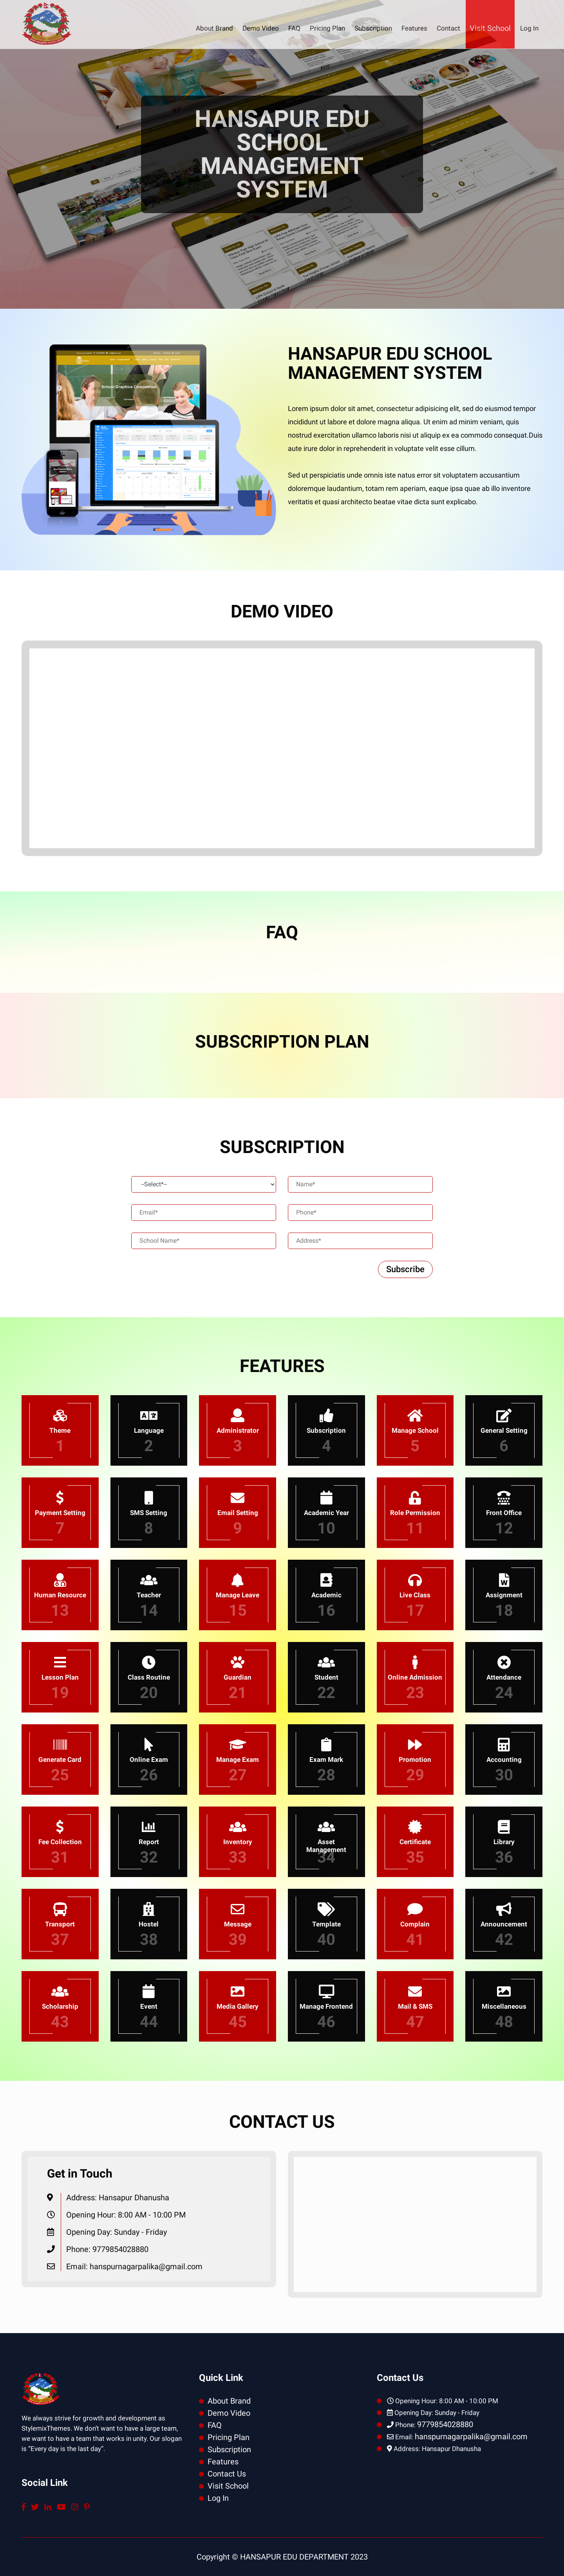 About Brand
Demo Video
FAQ
Pricing Plan
Subscription
Features
Contact
Visit School
Log In
HANSAPUR EDU
SCHOOL
MANAGEMENT
SYSTEM
HANSAPUR EDU SCHOOL
MANAGEMENT SYSTEM
Lorem ipsum dolor sit amet, consectetur adipisicing elit, sed do eiusmod tempor
incididunt ut labore et dolore magna aliqua. Ut enim ad minim veniam, quis
nostrud exercitation ullamco laboris nisi ut aliquip ex ea commodo consequat.Duis
aute irure dolor in reprehenderit in voluptate velit esse cillum.
Sed ut perspiciatis unde omnis iste natus error sit voluptatem accusantium
doloremque laudantium, totam rem aperiam, eaque ipsa quae ab illo inventore
veritatis et quasi architecto beatae vitae dicta sunt explicabo.
DEMO VIDEO
FAQ
SUBSCRIPTION PLAN
SUBSCRIPTION
--Select*--
Name*
Email*
Phone*
School Name*
Address*
Subscribe
FEATURES
Theme
1
Language
2
Administrator
3
Subscription
4
Manage School
5
General Setting
6
Payment Setting
7
SMS Setting
8
Email Setting
9
Academic Year
10
Role Permission
11
Front Office
12
Human Resource
13
Teacher
14
Manage Leave
15
Academic
16
Live Class
17
Assignment
18
Lesson Plan
19
Class Routine
20
Guardian
21
Student
22
Online Admission
23
Attendance
24
Generate Card
25
Online Exam
26
Manage Exam
27
Exam Mark
28
Promotion
29
Accounting
30
Fee Collection
31
Report
32
Inventory
33
Asset
Management
34
Certificate
35
Library
36
Transport
37
Hostel
38
Message
39
Template
40
Complain
41
Announcement
42
Scholarship
43
Event
44
Media Gallery
45
Manage Frontend
46
Mail & SMS
47
Miscellaneous
48
CONTACT US
Get in Touch
Address: Hansapur Dhanusha
Opening Hour: 8:00 AM - 10:00 PM
Opening Day: Sunday - Friday
Phone: 9779854028880
Email: hanspurnagarpalika@gmail.com
We always strive for growth and development as
StylemixThemes. We don't want to have a large team,
we want to have a team that works in unity. Our slogan
is "Every day is the last day".
Social Link
Quick Link
About Brand
Demo Video
FAQ
Pricing Plan
Subscription
Features
Contact Us
Visit School
Log In
Contact Us
Opening Hour: 8:00 AM - 10:00 PM
Opening Day: Sunday - Friday
Phone: 9779854028880
Email: hanspurnagarpalika@gmail.com
Address: Hansapur Dhanusha
Copyright © HANSAPUR EDU DEPARTMENT 2023